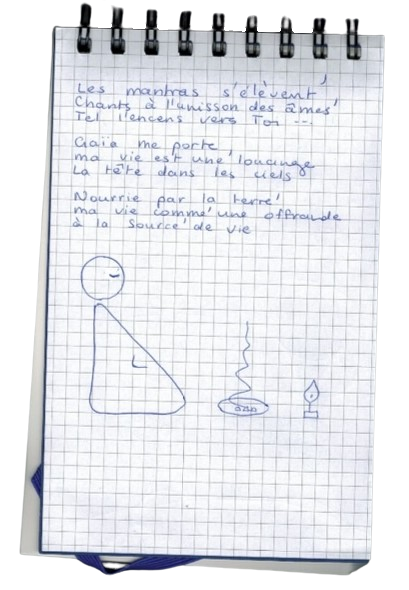 Les mantras s'élèvent
Chants à l'unisson des âmes
Tel l'encens vers Toi ...
Gaïa me porte,
ma vie est une louange
La tête dans les ciels
Nourrie par la terre
ma vie comme une offrande
à la source de vie